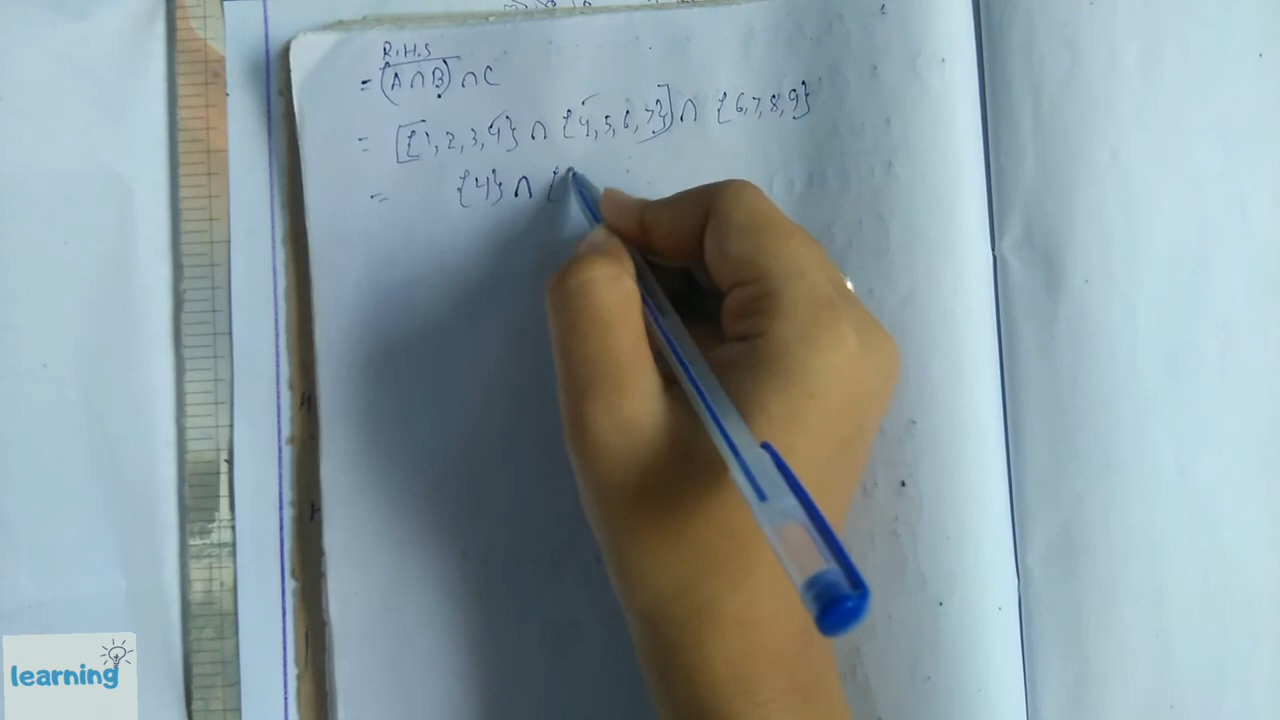 R.H.S
= (A ∩ B) ∩ C
= [{1, 2, 3, 4} ∩ {4, 5, 6, 7}] ∩ {6, 7, 8, 9}
= {4} ∩ {
learning